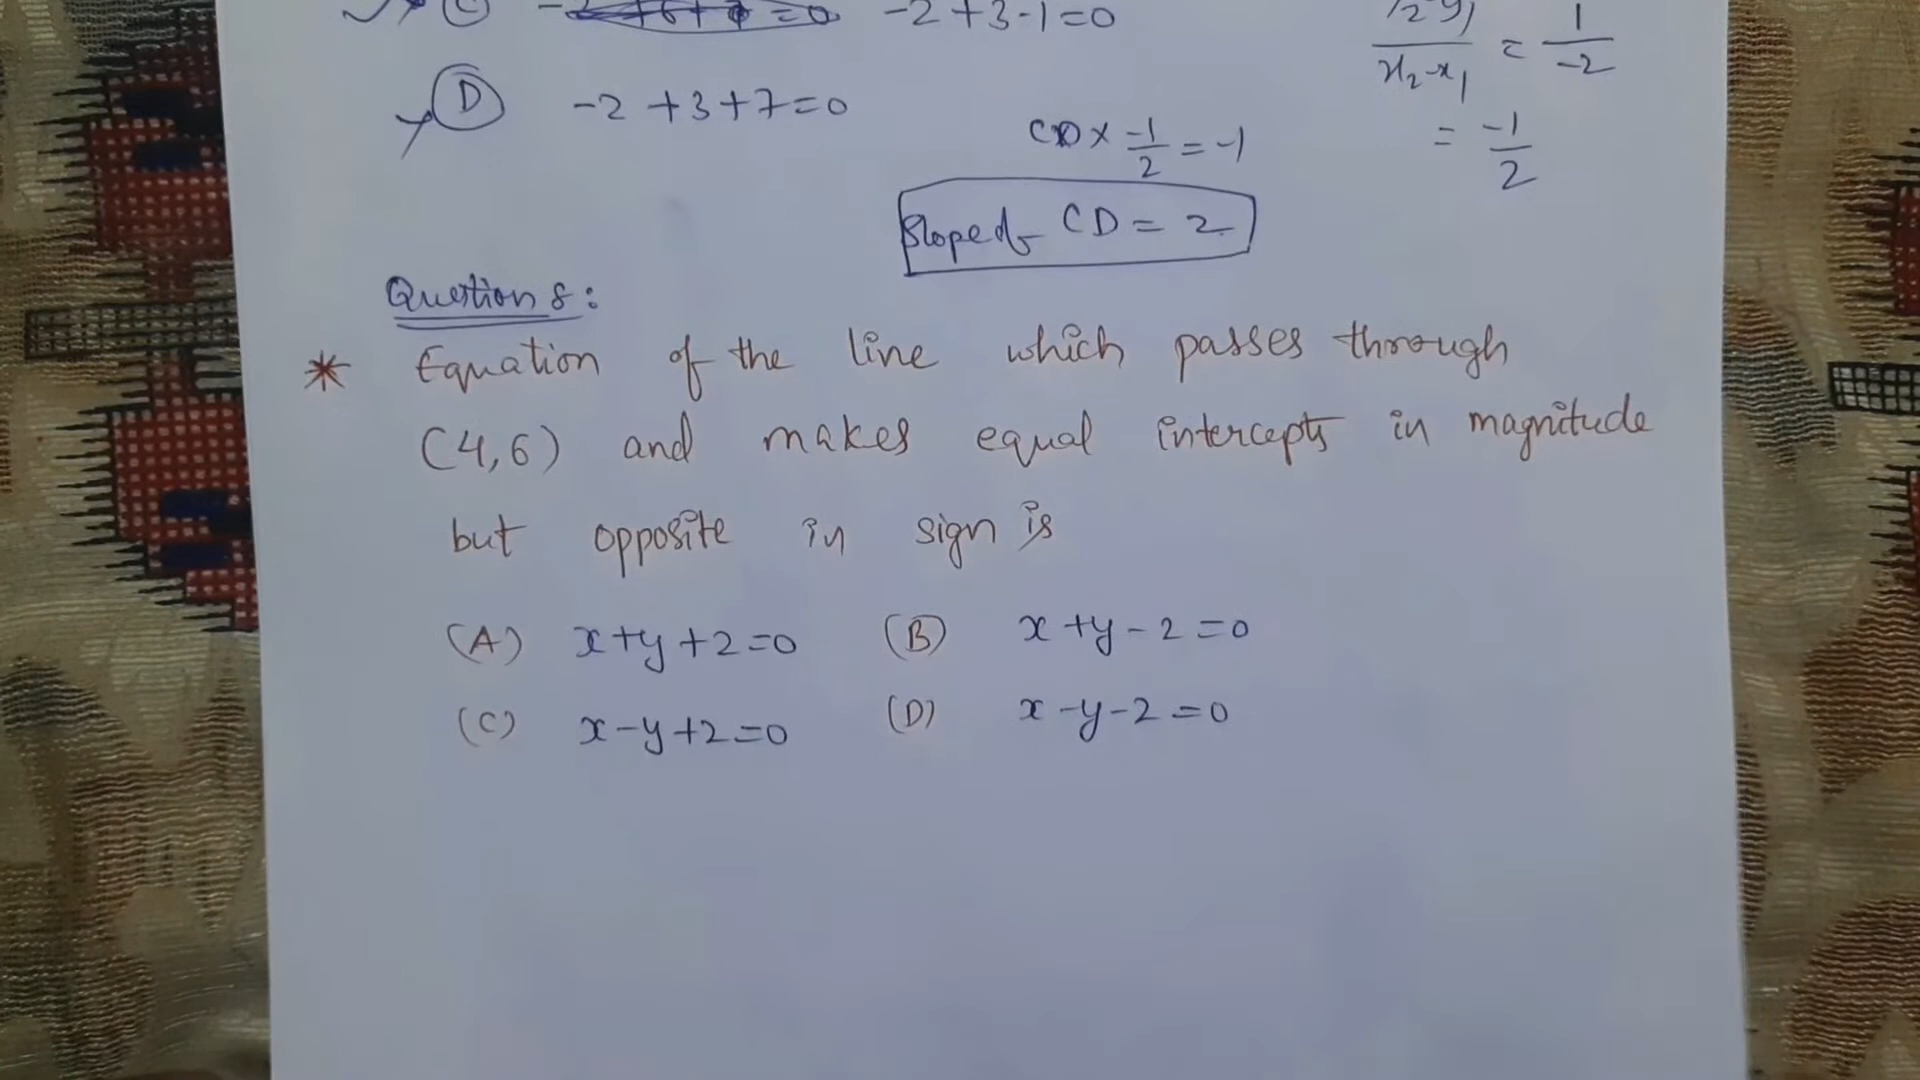 C -2+3-1=0
D -2+3+7=0
x₂-x₁ = 1/-2
= -1/2
CD x -1/2 = -1
Slope of CD = 2
Question 8:
* Equation of the line which passes through
(4,6) and makes equal intercepts in magnitude
but opposite in sign is
(A) x+y+2=0 (B) x+y-2=0
(C) x-y+2=0 (D) x-y-2=0